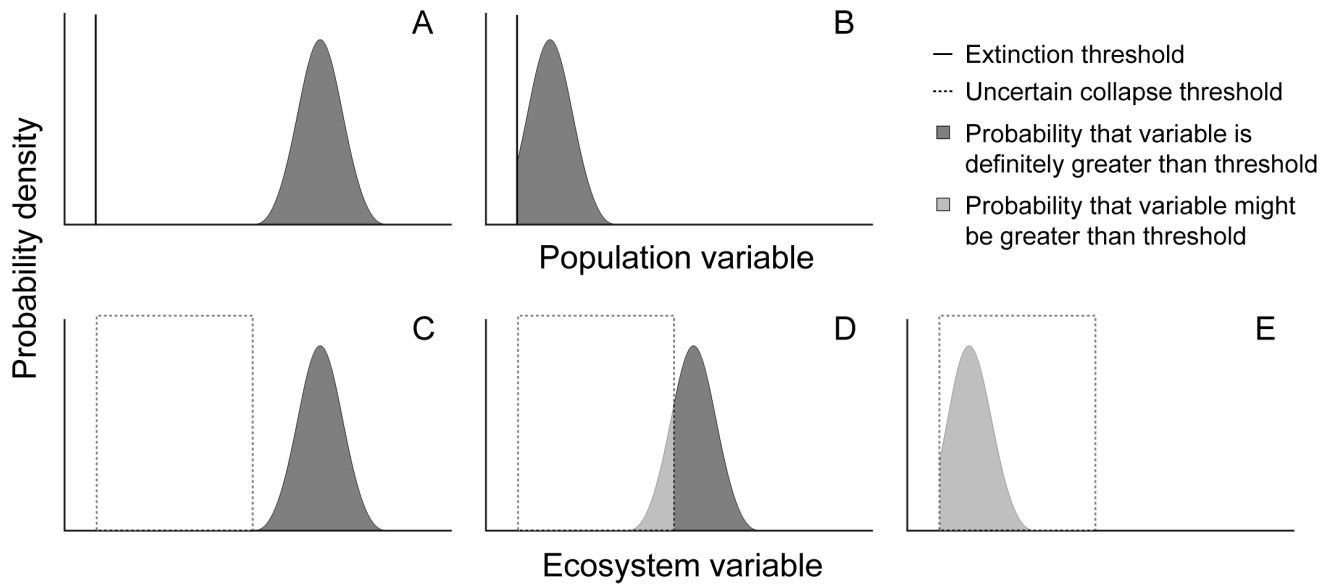 A
B
Extinction threshold
Uncertain collapse threshold
Probability that variable is
definitely greater than threshold
Probability that variable might
be greater than threshold
Probability density
Population variable
C
D
E
Ecosystem variable